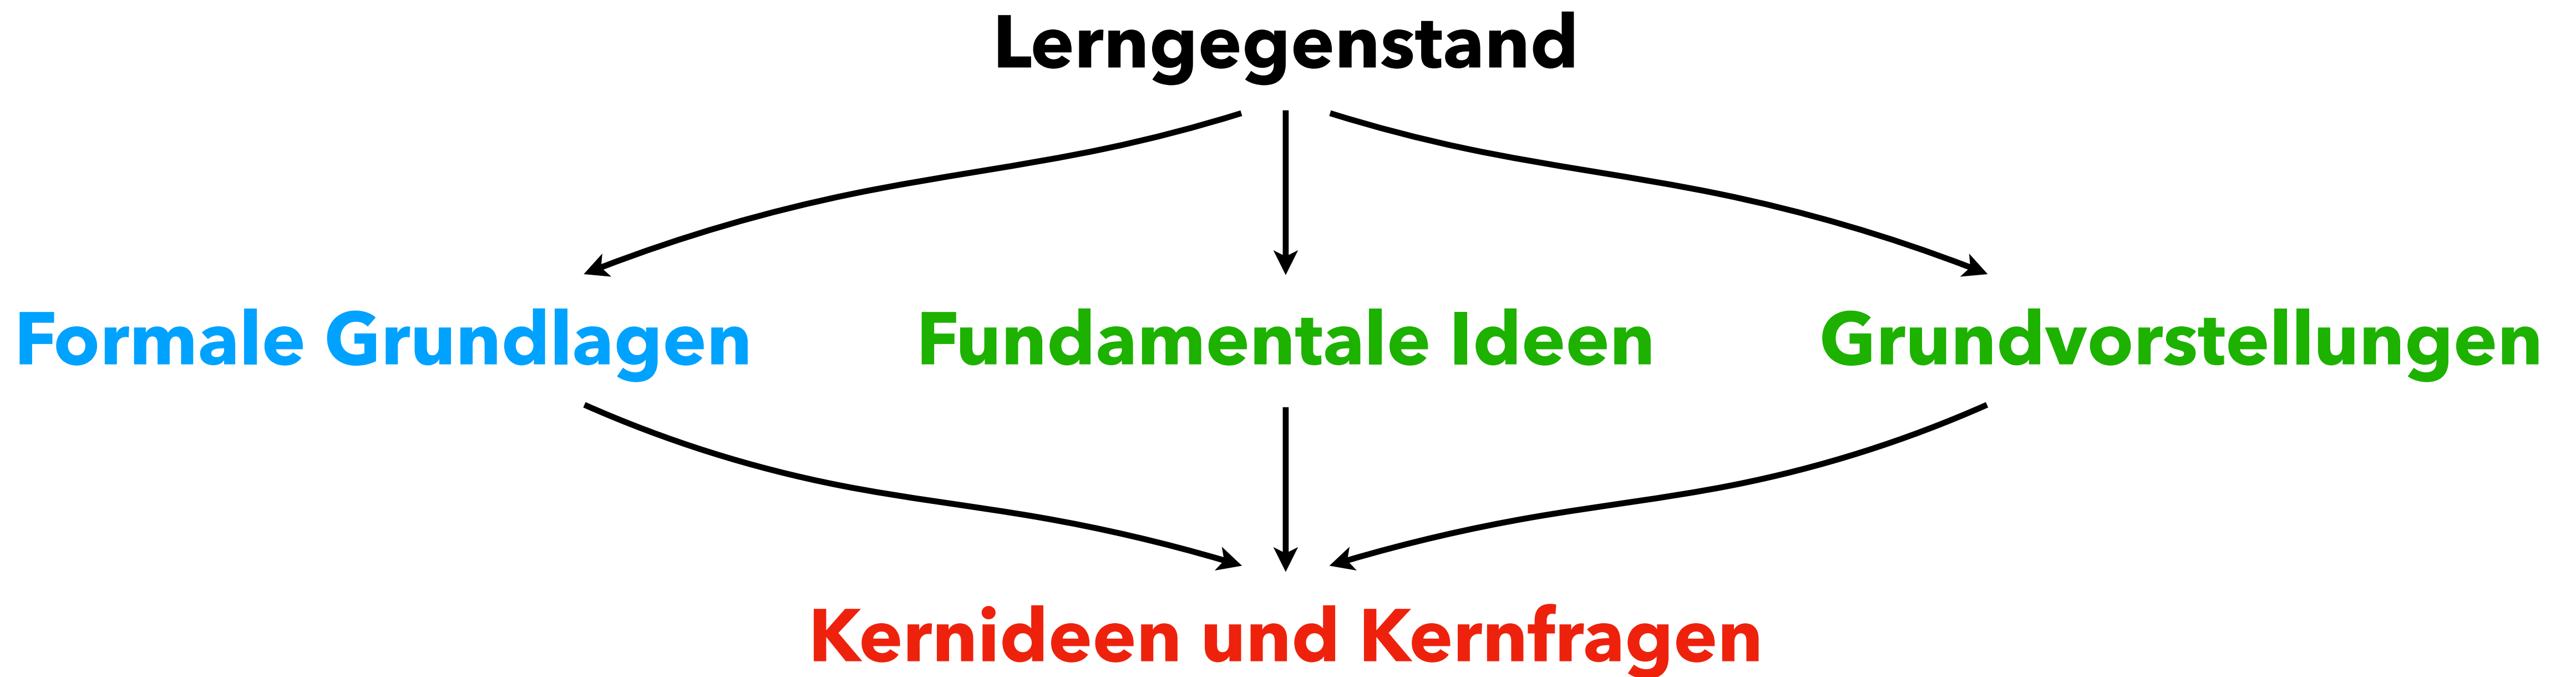 Lerngegenstand
Formale Grundlagen
Fundamentale Ideen
Grundvorstellungen
Kernideen und Kernfragen